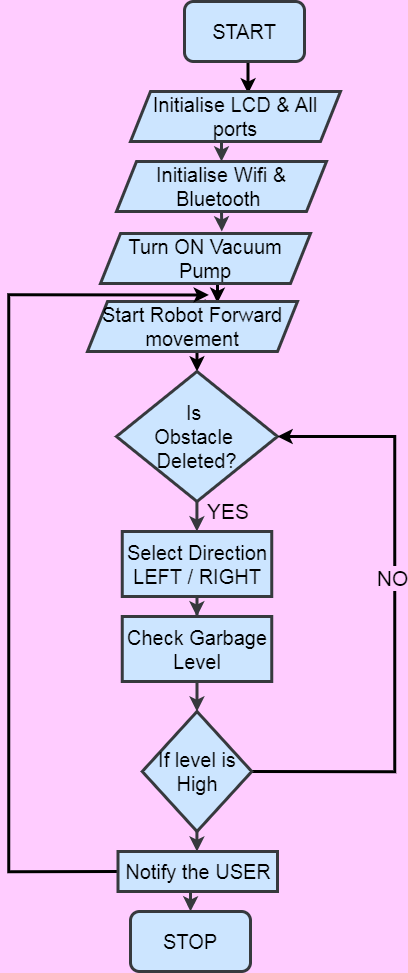 START
Initialise LCD & All
ports
Initialise Wifi &
Bluetooth
Turn ON Vacuum
Pump
Start Robot Forward
movement
Is
Obstacle
Deleted?
YES
Select Direction
LEFT / RIGHT
NO
Check Garbage
Level
If level is
High
Notify the USER
STOP